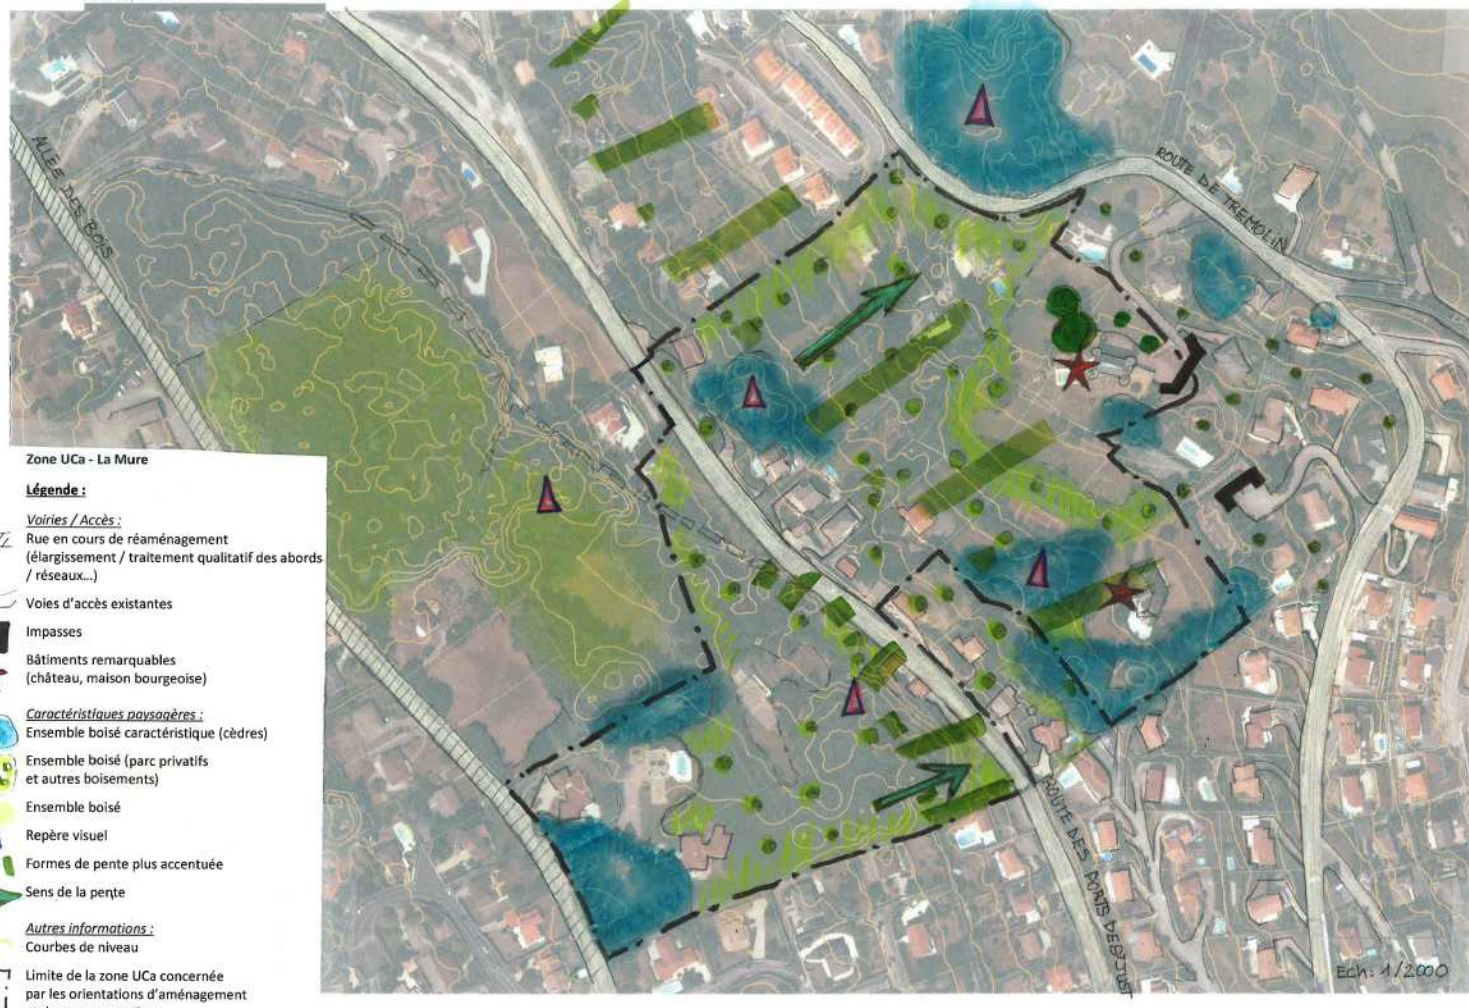 ROUTE DE TREMOLIN
ALLÉE DES BOIS
Zone UCa - La Mure
Légende :
Voiries / Accès :
Rue en cours de réaménagement
(élargissement / traitement qualitatif des abords
/ réseaux...)
Voies d'accès existantes
Impasses
Bâtiments remarquables
(château, maison bourgeoise)
Caractéristiques paysagères :
Ensemble boisé caractéristique (cèdres)
Ensemble boisé (parc privatifs
et autres boisements)
Ensemble boisé
Repère visuel
Formes de pente plus accentuée
Sens de la pente
Autres informations :
Courbes de niveau
Limite de la zone UCa concernée
par les orientations d'aménagement
ROUTE DES PORTS DE ST JUST
Ech: 1/2000